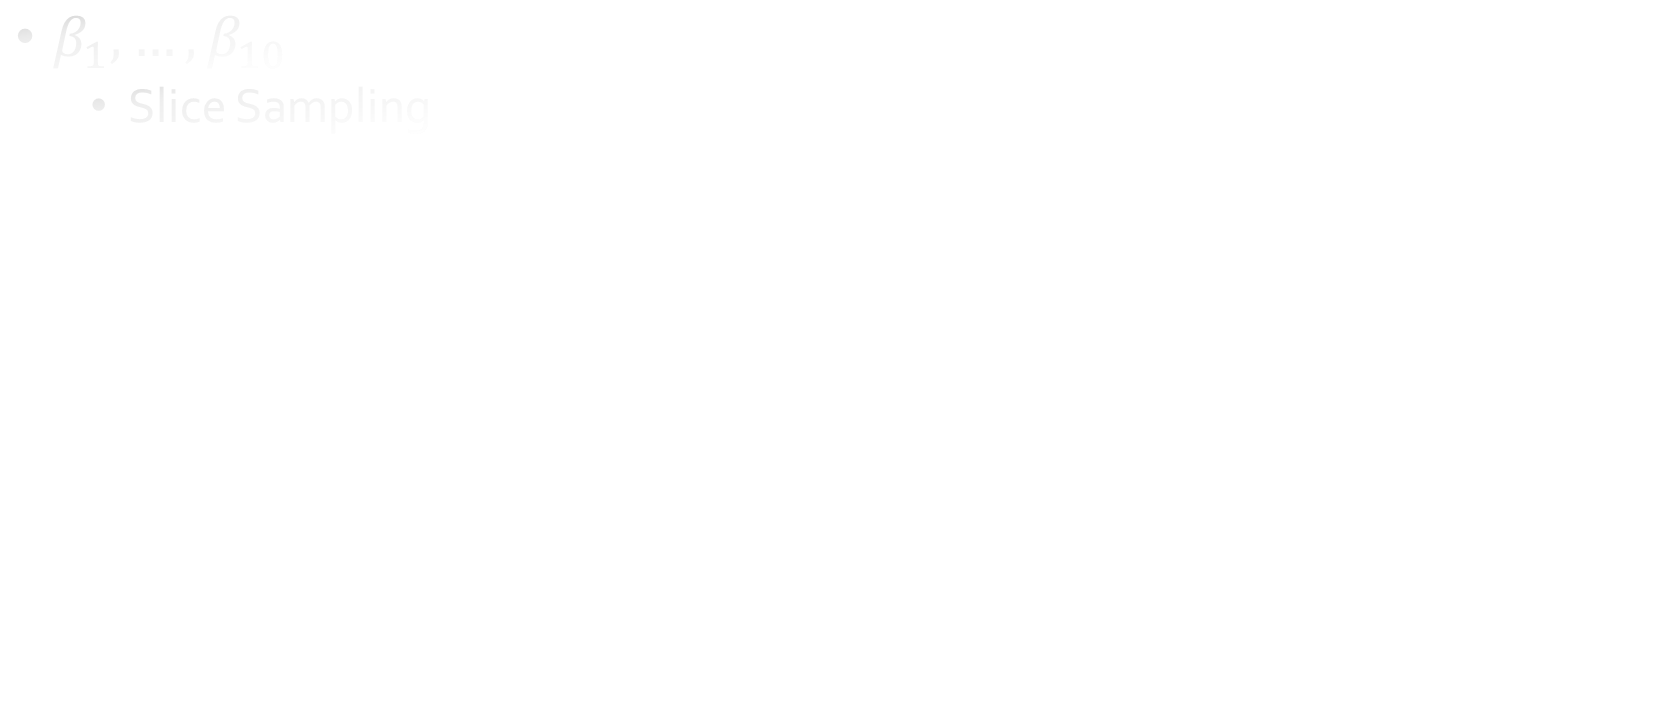 • β₁, … , β₁₀
• Slice Sampling